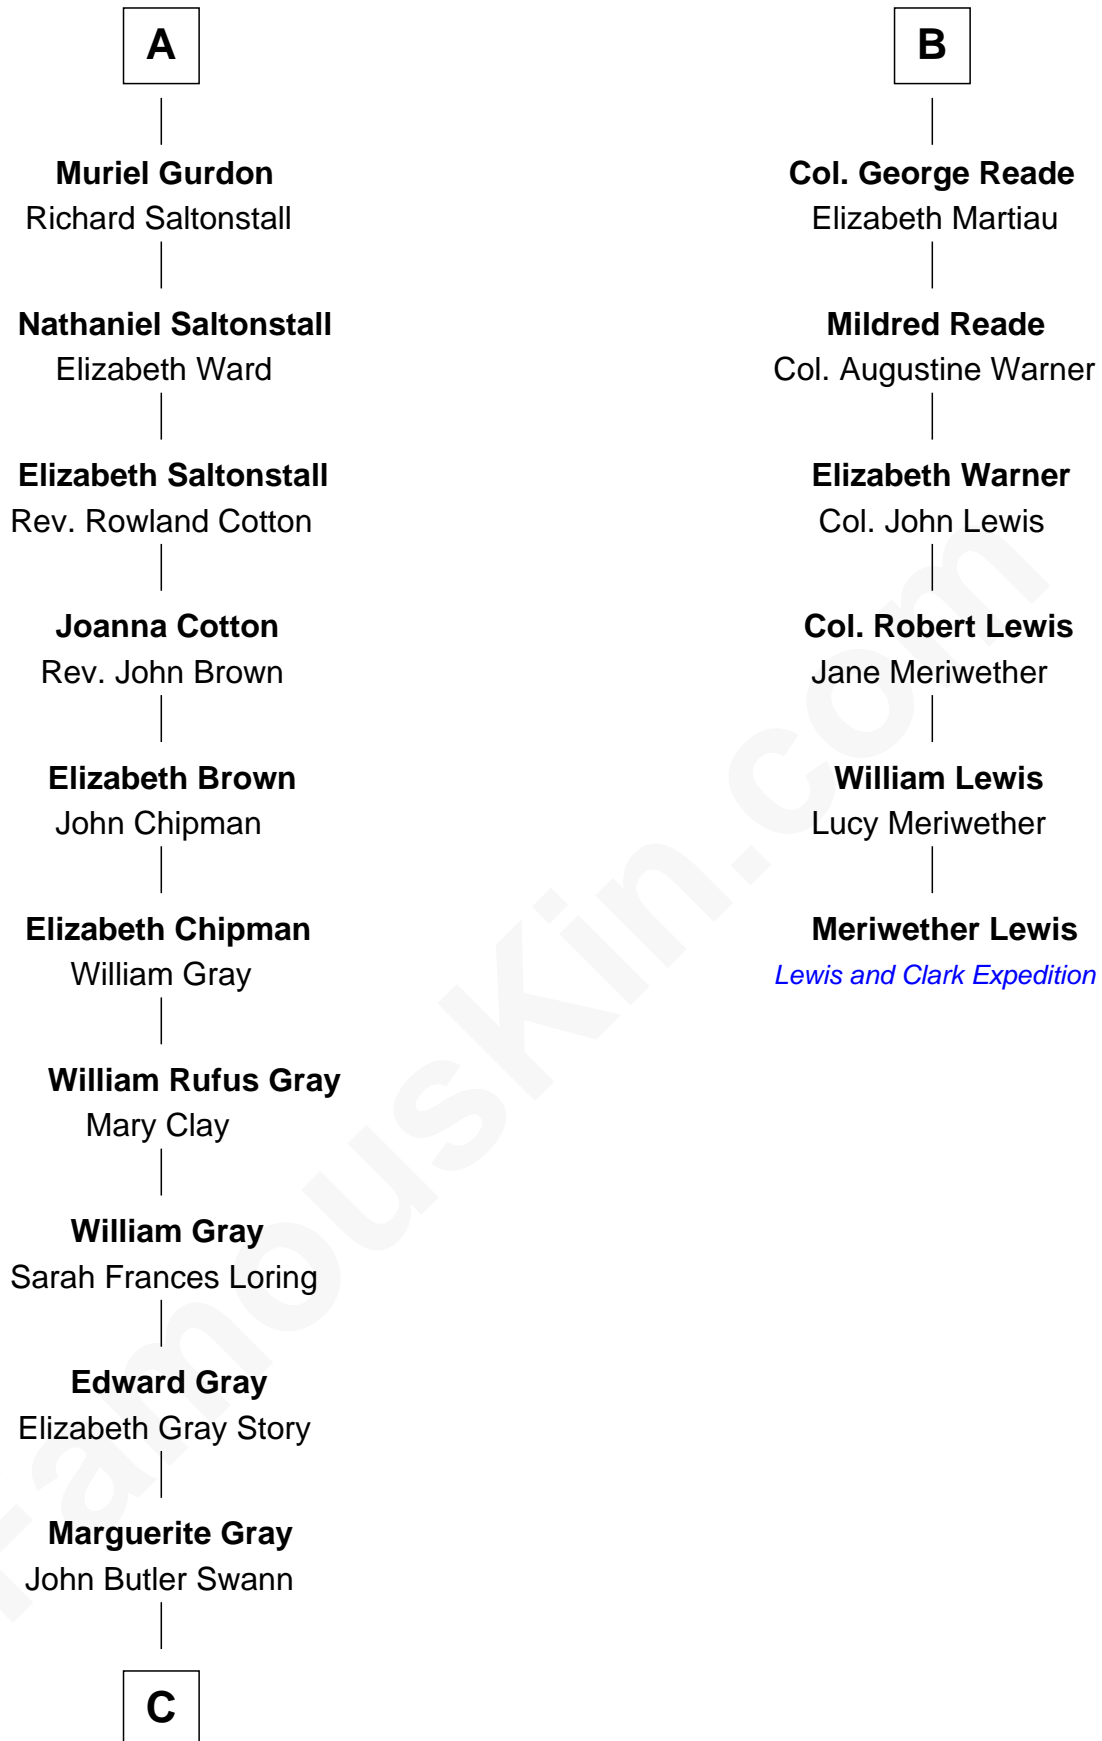 A
Muriel Gurdon
Richard Saltonstall
Nathaniel Saltonstall
Elizabeth Ward
Elizabeth Saltonstall
Rev. Rowland Cotton
Joanna Cotton
Rev. John Brown
Elizabeth Brown
John Chipman
Elizabeth Chipman
William Gray
William Rufus Gray
Mary Clay
William Gray
Sarah Frances Loring
Edward Gray
Elizabeth Gray Story
Marguerite Gray
John Butler Swann
C
B
Col. George Reade
Elizabeth Martiau
Mildred Reade
Col. Augustine Warner
Elizabeth Warner
Col. John Lewis
Col. Robert Lewis
Jane Meriwether
William Lewis
Lucy Meriwether
Meriwether Lewis
Lewis and Clark Expedition
FamousKin.com